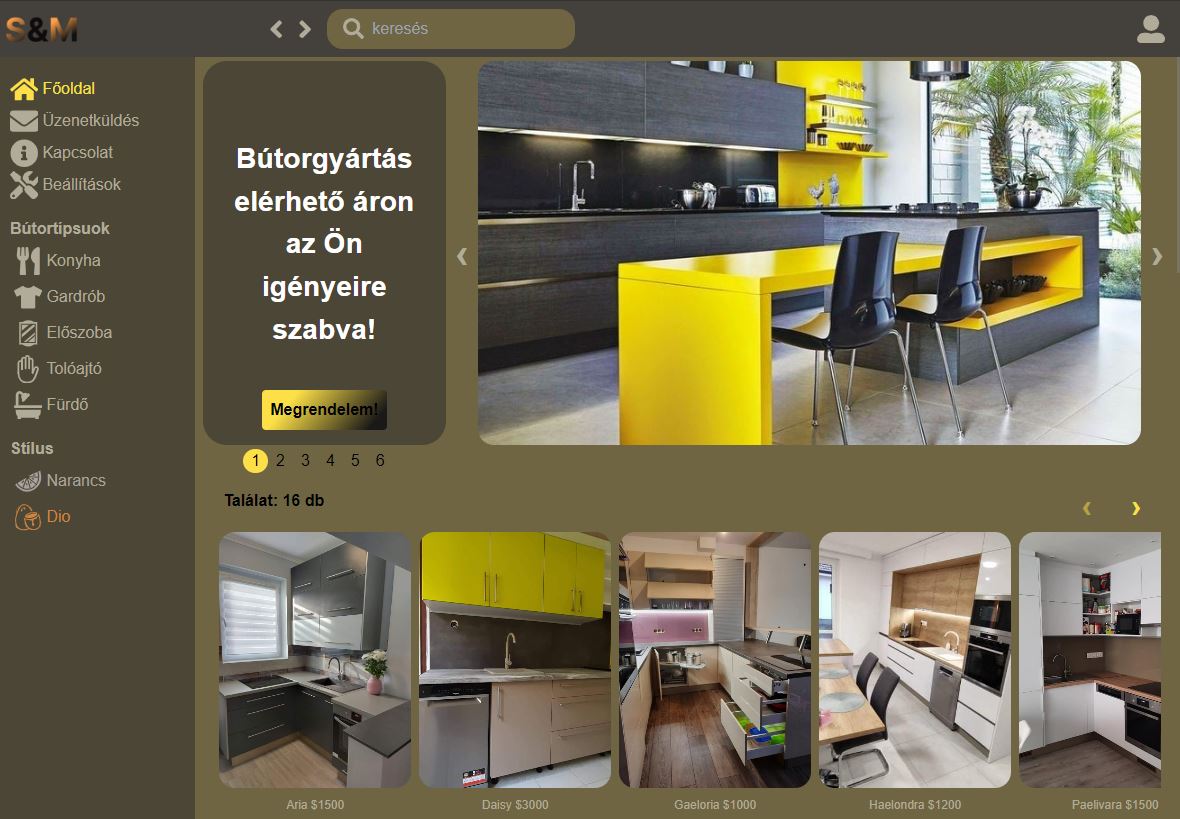 S&M
keresés
Főoldal
Üzenetküldés
Kapcsolat
Beállítások
Bútortípsuok
Konyha
Gardrób
Előszoba
Tolóajtó
Fürdő
Stílus
Narancs
Dio
Bútorgyártás
elérhető áron
az Ön
igényeire
szabva!
Megrendelem!
1 2 3 4 5 6
Találat: 16 db
Aria $1500
Daisy $3000
Gaeloria $1000
Haelondra $1200
Paelivara $1500